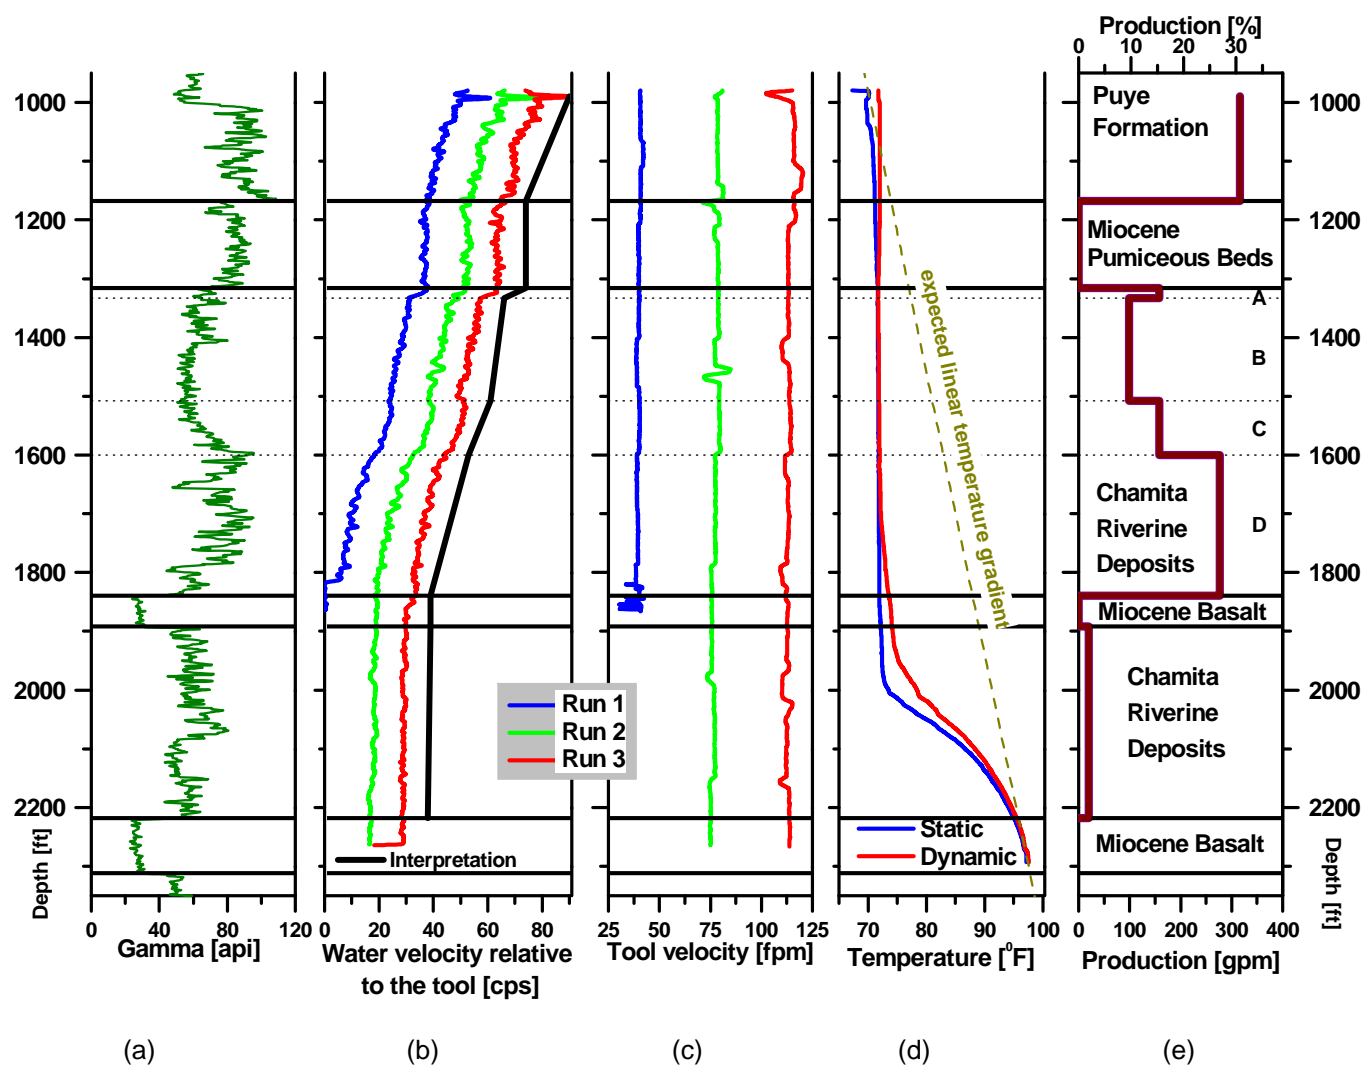 Production [%]
0 10 20 30
1000
1200
1400
1600
1800
2000
2200
Depth [ft]
0 20 40 60 80 100 120
Gamma [api]
(a)
Run 1
Run 2
Run 3
Interpretation
0 20 40 60 80
Water velocity relative
to the tool [cps]
(b)
25 50 75 100 125
Tool velocity [fpm]
(c)
expected linear temperature gradient
Static
Dynamic
70 80 90 100
Temperature [0F]
(d)
Puye
Formation
Miocene
Pumiceous Beds
A
B
C
Chamita
Riverine
Deposits
D
Miocene Basalt
Chamita
Riverine
Deposits
Miocene Basalt
1000
1200
1400
1600
1800
2000
2200
Depth [ft]
0 100 200 300 400
Production [gpm]
(e)